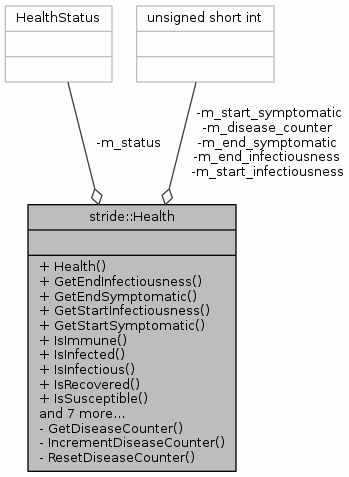 HealthStatus
unsigned short int
-m_status
-m_start_symptomatic
-m_disease_counter
-m_end_symptomatic
-m_end_infectiousness
-m_start_infectiousness
stride::Health
+ Health()
+ GetEndInfectiousness()
+ GetEndSymptomatic()
+ GetStartInfectiousness()
+ GetStartSymptomatic()
+ IsImmune()
+ IsInfected()
+ IsInfectious()
+ IsRecovered()
+ IsSusceptible()
and 7 more...
- GetDiseaseCounter()
- IncrementDiseaseCounter()
- ResetDiseaseCounter()